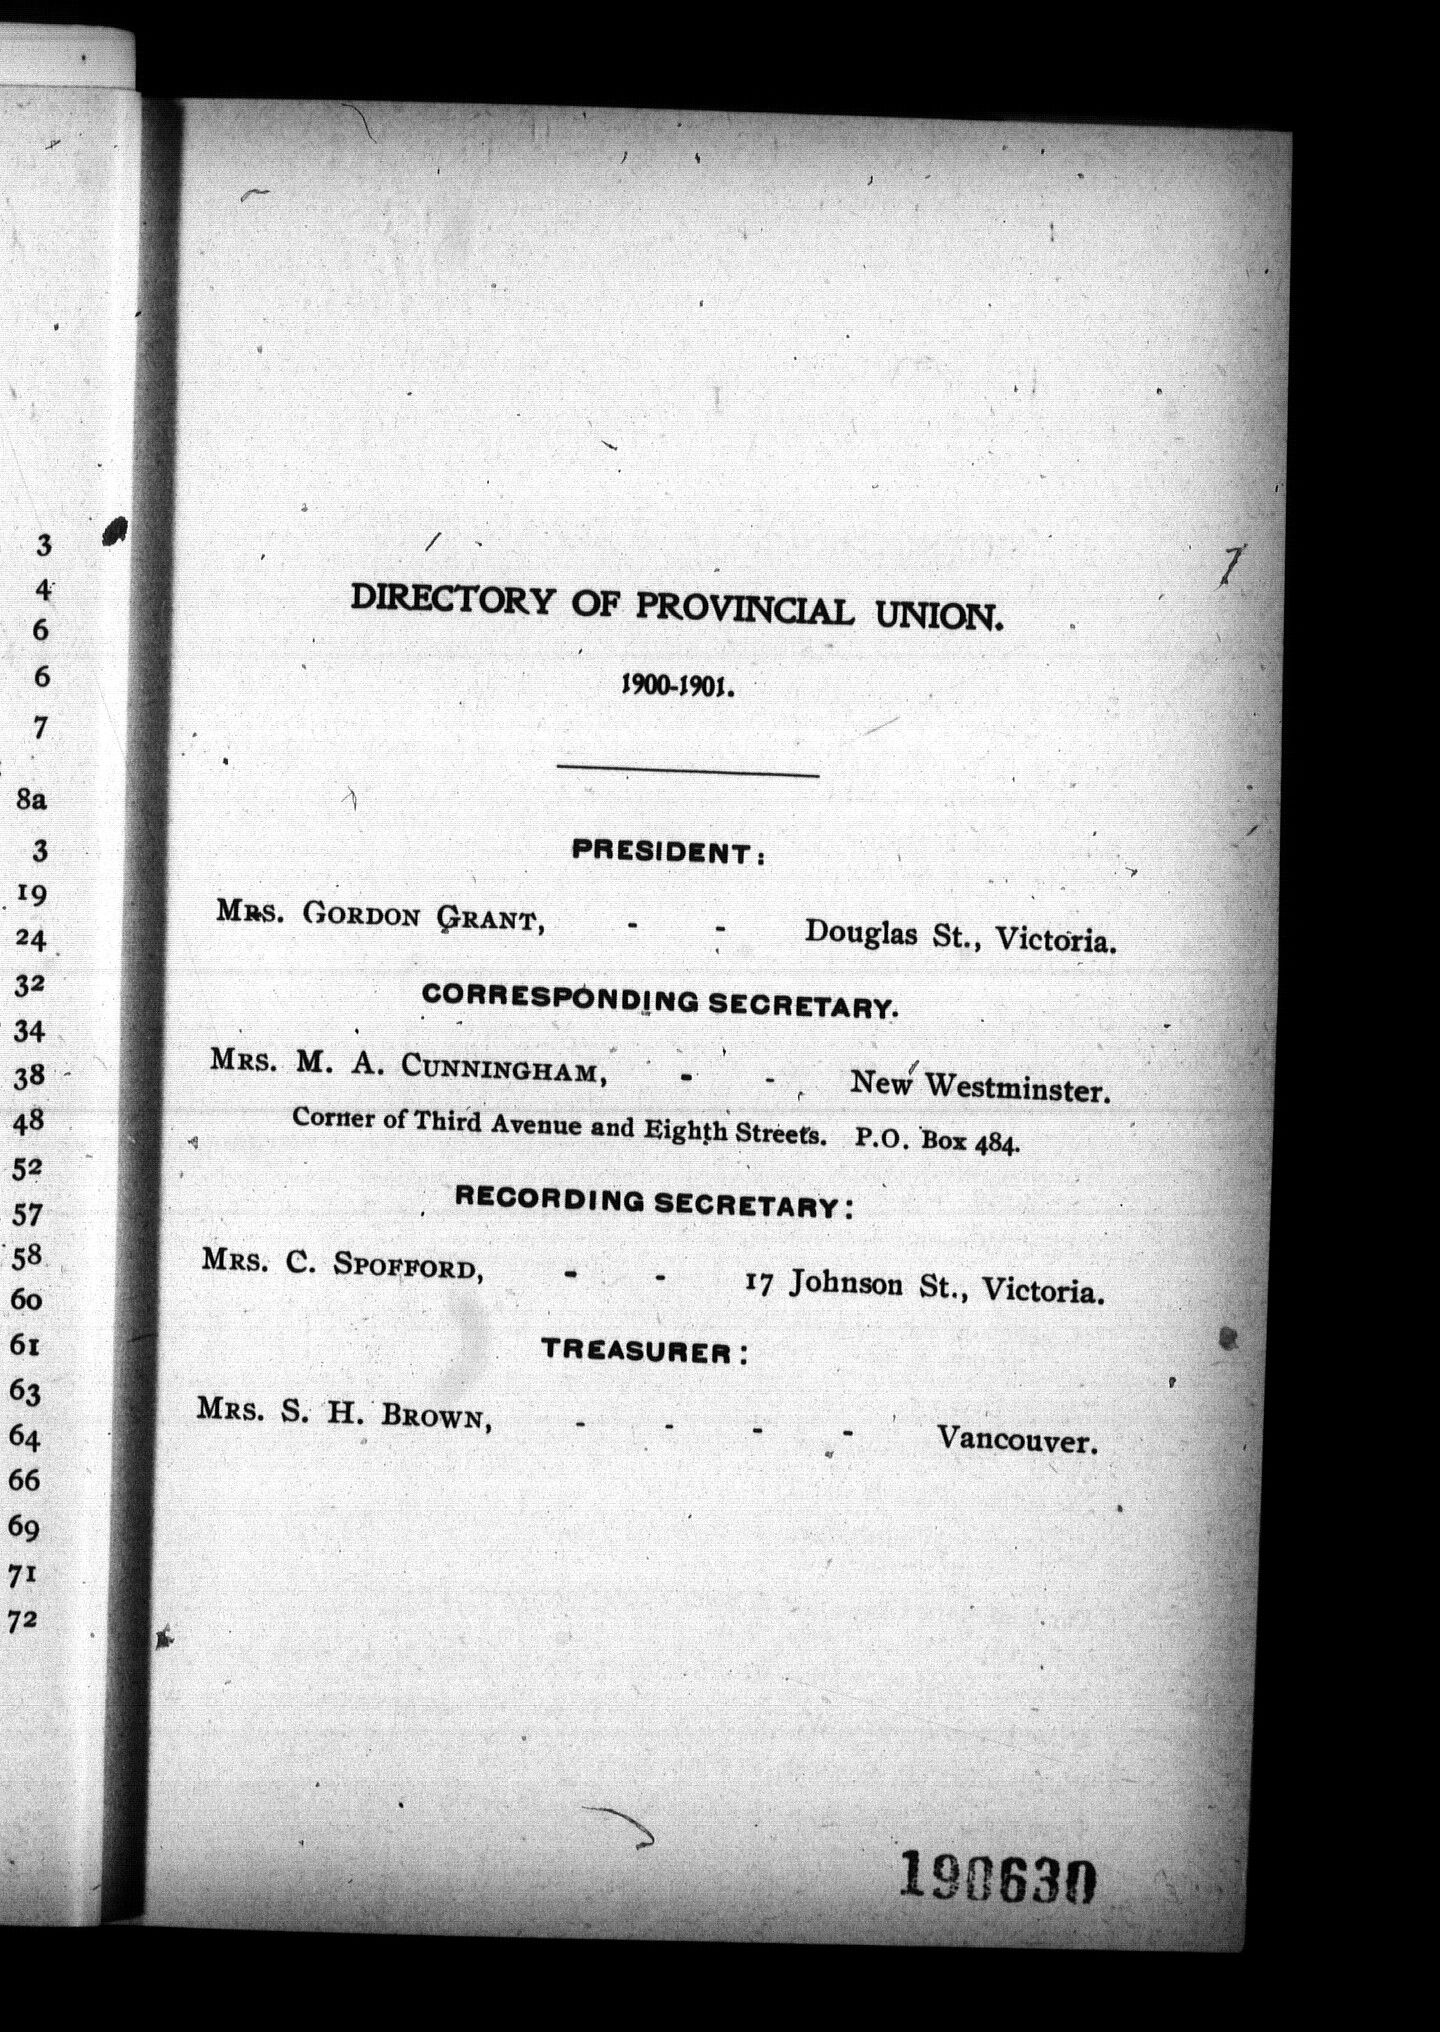 3
4
6
6
7
8a
3
19
24
32
34
38
48
52
57
58
60
61
63
64
66
69
71
72
DIRECTORY OF PROVINCIAL UNION.
1900-1901.
PRESIDENT:
MRS. GORDON GRANT, - - Douglas St., Victoria.
CORRESPONDING SECRETARY.
MRS. M. A. CUNNINGHAM, - - New Westminster.
Corner of Third Avenue and Eighth Streets. P.O. Box 484.
RECORDING SECRETARY:
MRS. C. SPOFFORD, - - 17 Johnson St., Victoria.
TREASURER:
MRS. S. H. BROWN, - - - - Vancouver.
190630